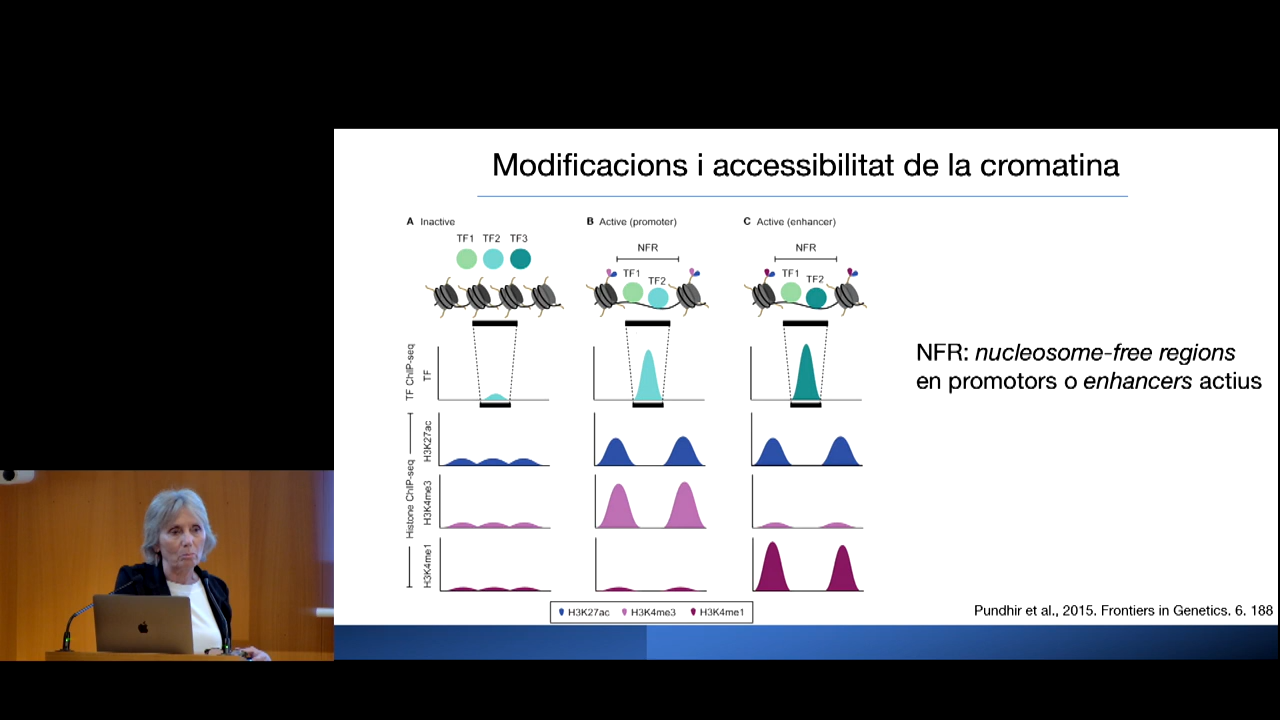 Modificacions i accessibilitat de la cromatina
A Inactive
B Active (promoter)
C Active (enhancer)
TF1 TF2 TF3
NFR
TF1
TF2
NFR
TF1
TF2
TF ChIP-seq
TF
Histone ChIP-seq
H3K27ac
H3K4me3
H3K4me1
H3K27ac H3K4me3 H3K4me1
NFR: nucleosome-free regions
en promotors o enhancers actius
Pundhir et al., 2015. Frontiers in Genetics. 6. 188